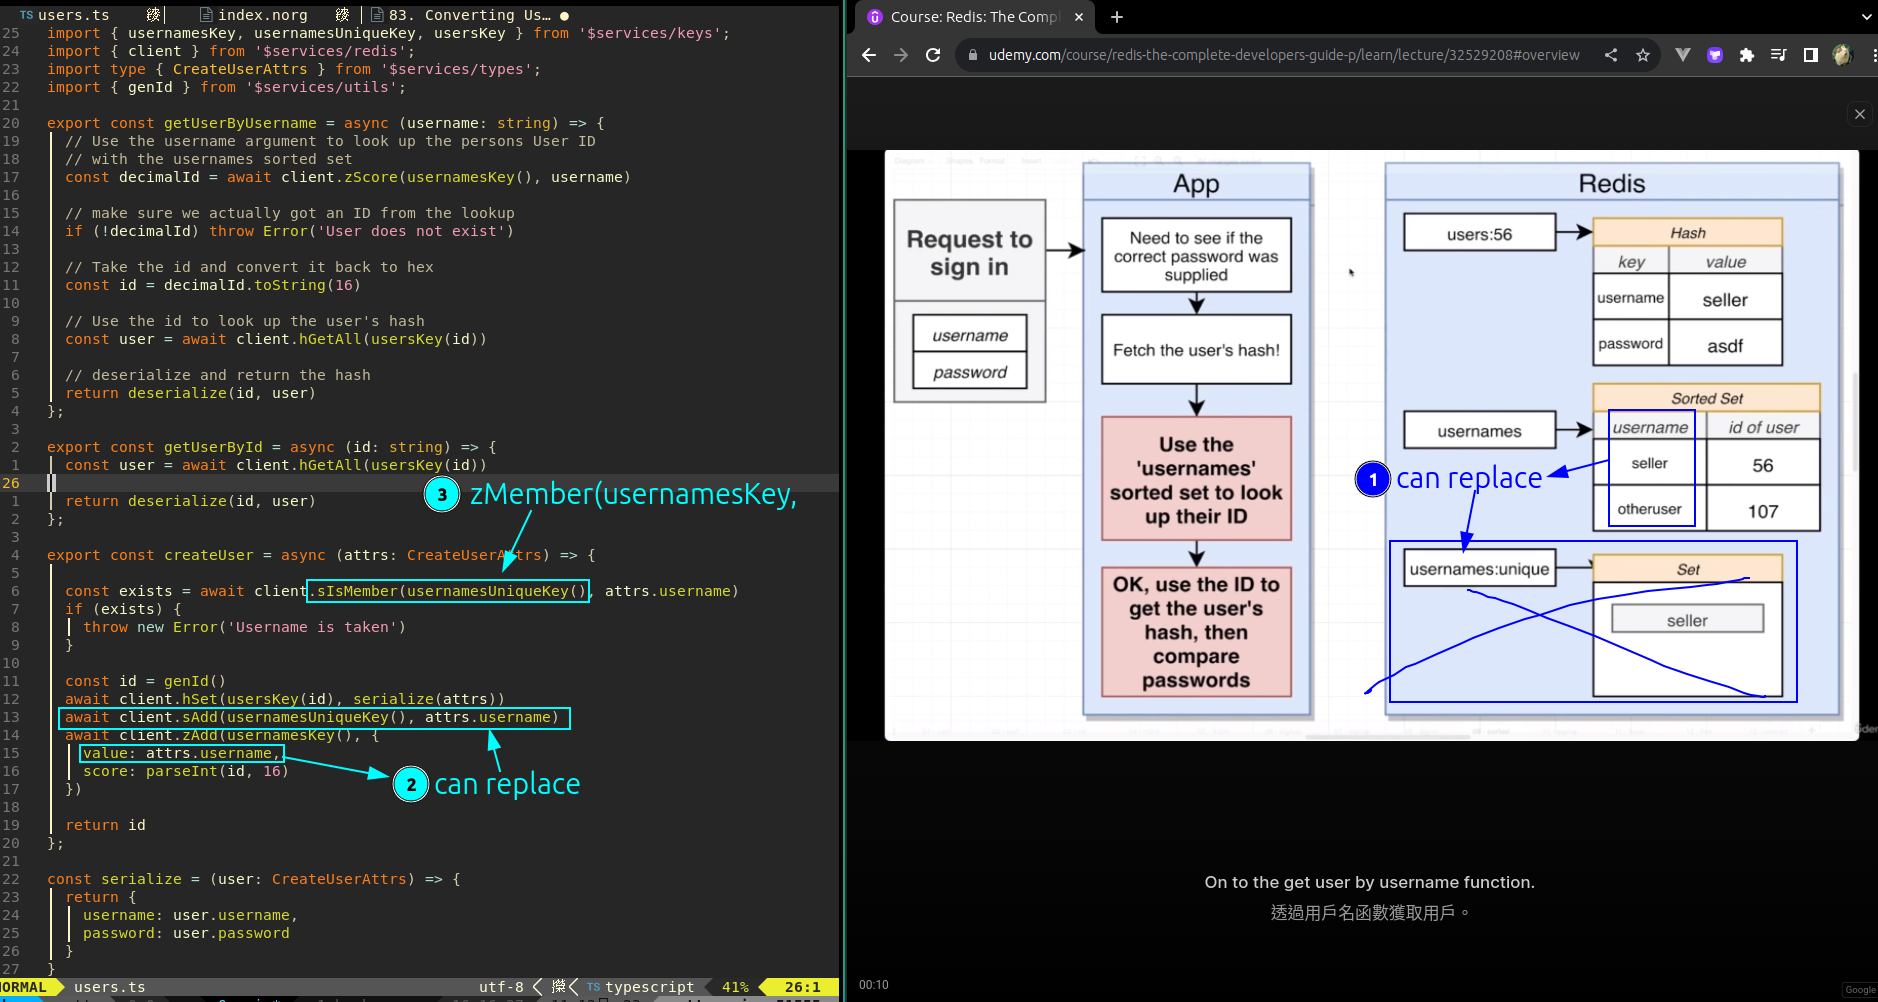 TS users.ts
index.norg
83. Converting Us… ●
25 import { usernamesKey, usernamesUniqueKey, usersKey } from '$services/keys';
24 import { client } from '$services/redis';
23 import type { CreateUserAttrs } from '$services/types';
22 import { genId } from '$services/utils';
21
20 export const getUserByUsername = async (username: string) => {
19 // Use the username argument to look up the persons User ID
18 // with the usernames sorted set
17 const decimalId = await client.zScore(usernamesKey(), username)
16
15 // make sure we actually got an ID from the lookup
14 if (!decimalId) throw Error('User does not exist')
13
12 // Take the id and convert it back to hex
11 const id = decimalId.toString(16)
10
9 // Use the id to look up the user's hash
8 const user = await client.hGetAll(usersKey(id))
7
6 // deserialize and return the hash
5 return deserialize(id, user)
4 };
3
2 export const getUserById = async (id: string) => {
1 const user = await client.hGetAll(usersKey(id))
26
1 return deserialize(id, user)
3 zMember(usernamesKey,
2 };
3
4 export const createUser = async (attrs: CreateUserAttrs) => {
5
6 const exists = await client.sIsMember(usernamesUniqueKey(), attrs.username)
7 if (exists) {
8 throw new Error('Username is taken')
9 }
10
11 const id = genId()
12 await client.hSet(usersKey(id), serialize(attrs))
13 await client.sAdd(usernamesUniqueKey(), attrs.username)
14 await client.zAdd(usernamesKey(), {
15 value: attrs.username,
16 score: parseInt(id, 16)
17 })
2 can replace
18
19 return id
20 };
21
22 const serialize = (user: CreateUserAttrs) => {
23 return {
24 username: user.username,
25 password: user.password
26 }
27 }
NORMAL users.ts utf-8 TS typescript 41% 26:1
Course: Redis: The Compl
udemy.com/course/redis-the-complete-developers-guide-p/learn/lecture/32529208#overview
App
Redis
Request to
sign in
username
password
Need to see if the
correct password was
supplied
Fetch the user's hash!
Use the
'usernames'
sorted set to look
up their ID
OK, use the ID to
get the user's
hash, then
compare
passwords
users:56
Hash
key value
username seller
password asdf
usernames
Sorted Set
username id of user
seller 56
otheruser 107
1 can replace
usernames:unique
Set
seller
On to the get user by username function.
透過用戶名函數獲取用戶。
00:10
Google